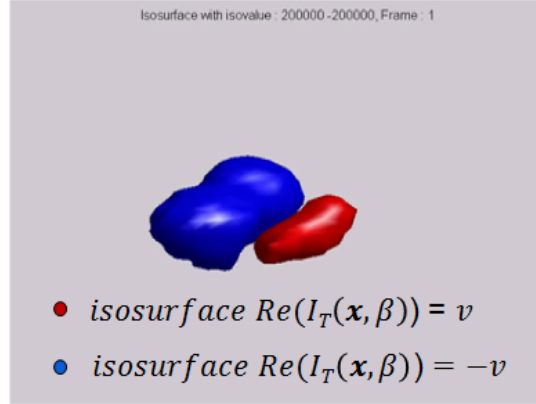 Isosurface with isovalue : 200000 -200000, Frame : 1
isosurface Re(I_T(x, β)) = v
isosurface Re(I_T(x, β)) = −v